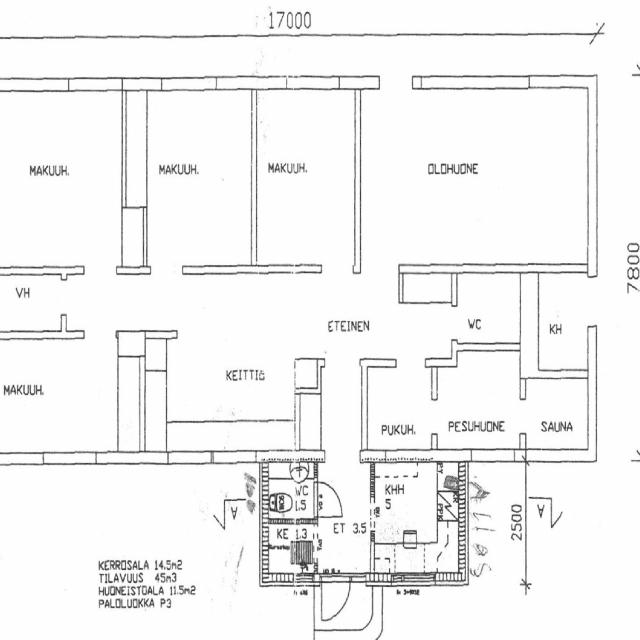 17000
MAKUUH.
MAKUUH.
MAKUUH.
OLOHUONE
7800
VH
ETEINEN
WC
KH
KEITTIÖ
MAKUUH.
PUKUH.
PESUHUONE
SAUNA
WC
1.5
KHH
5
KE 1.3
ET 3.5
A
A
2500
KERROSALA 14.5m2
TILAVUUS 45m3
HUONEISTOALA 11.5m2
PALOLUOKKA P3